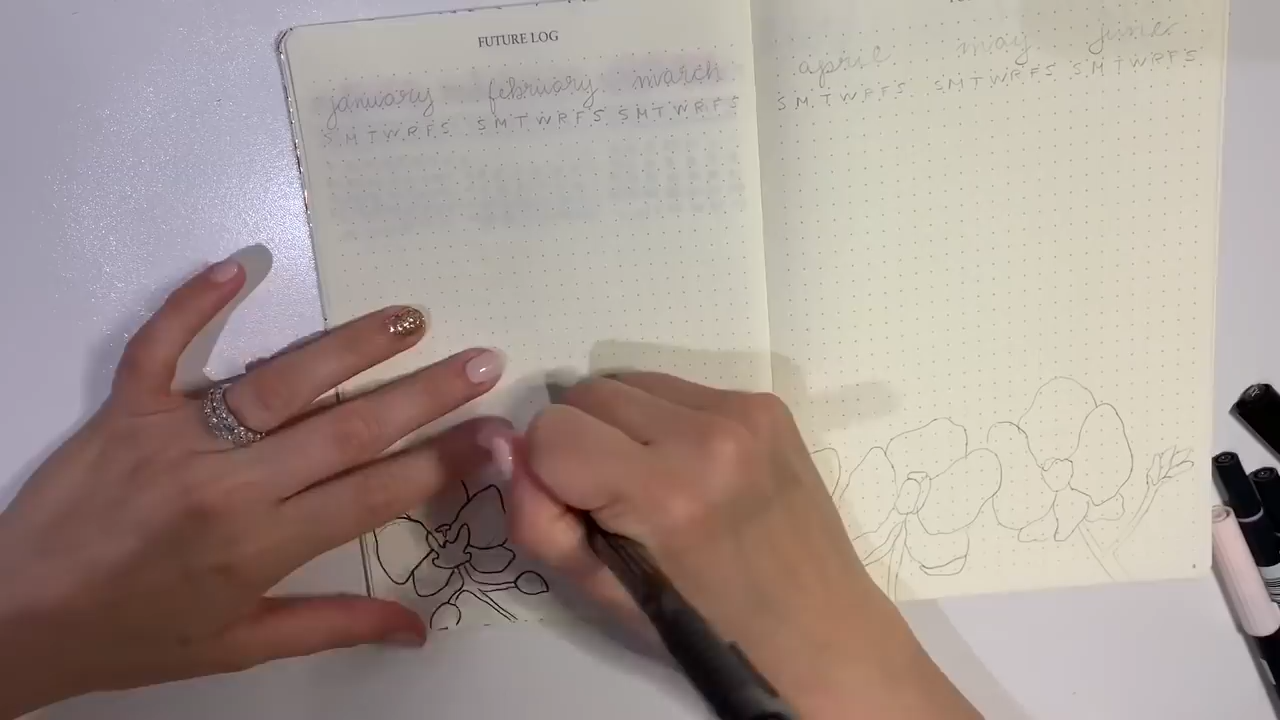 FUTURE LOG
january february march
S M T W R F S S M T W R F S S M T W R F S
april may june
S M T W R F S S M T W R F S S M T W R F S